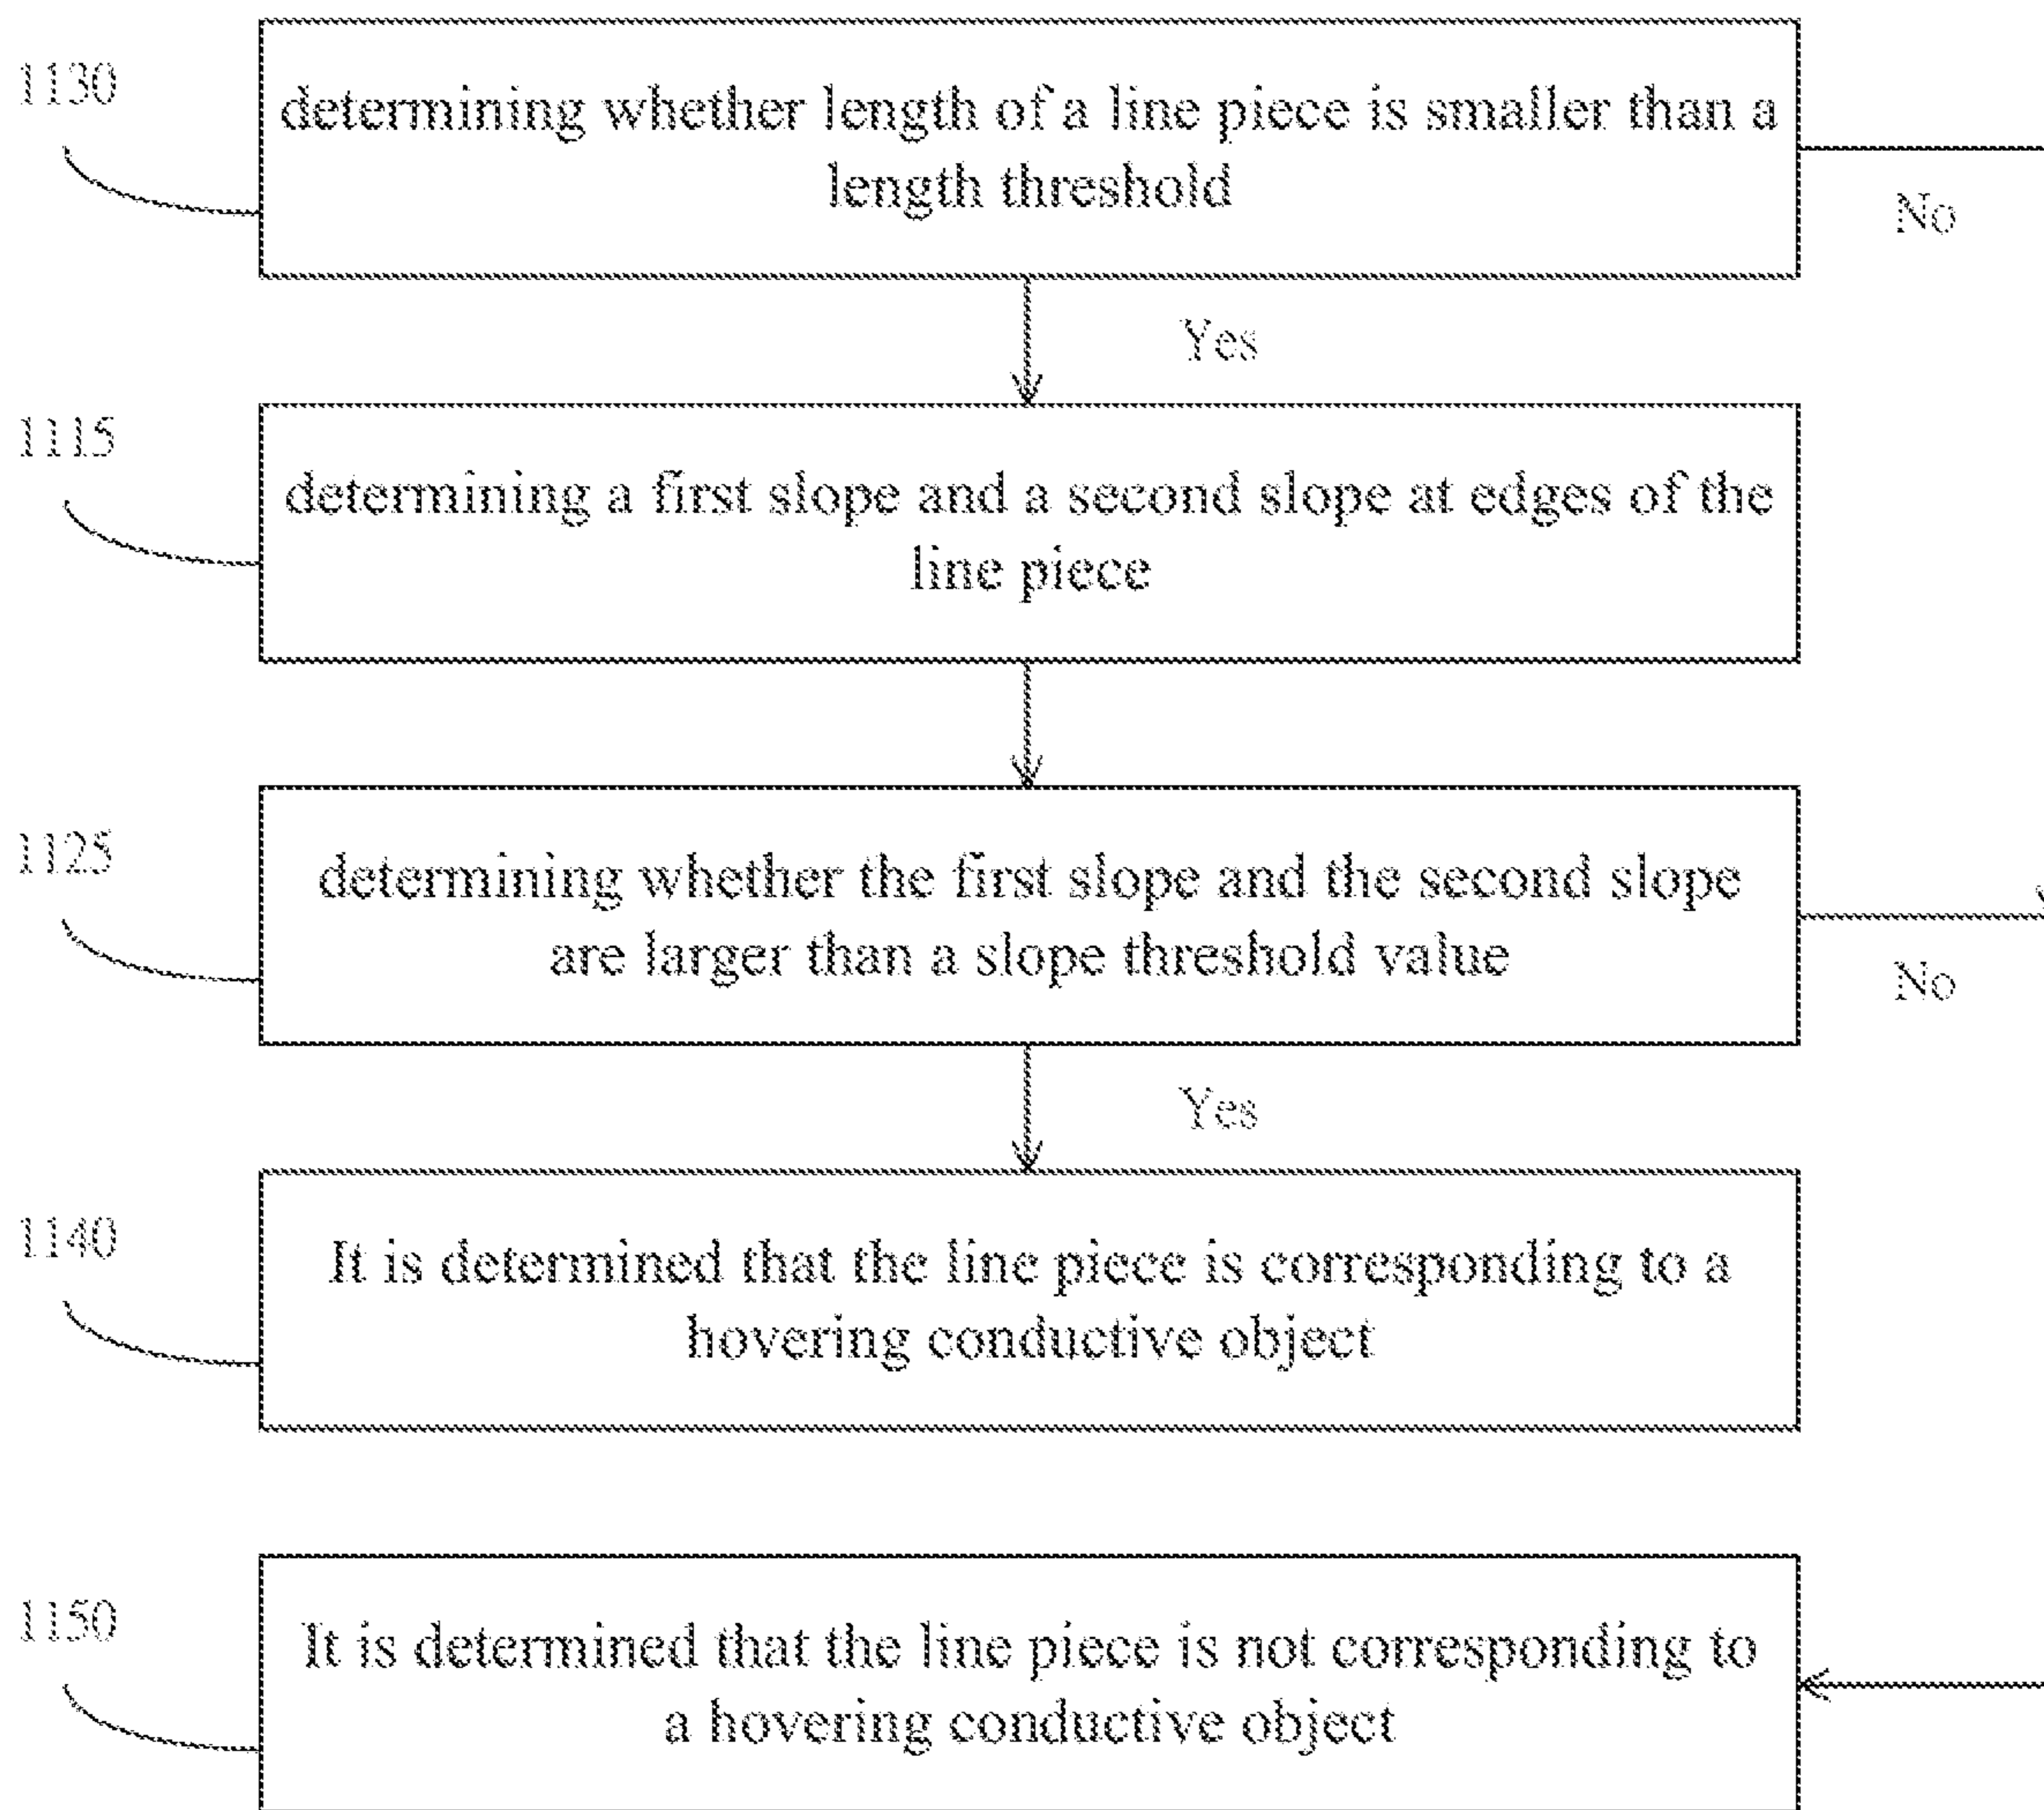 1130
determining whether length of a line piece is smaller than a
length threshold
No
Yes
1115
determining a first slope and a second slope at edges of the
line piece
1125
determining whether the first slope and the second slope
are larger than a slope threshold value
No
Yes
1140
It is determined that the line piece is corresponding to a
hovering conductive object
1150
It is determined that the line piece is not corresponding to
a hovering conductive object